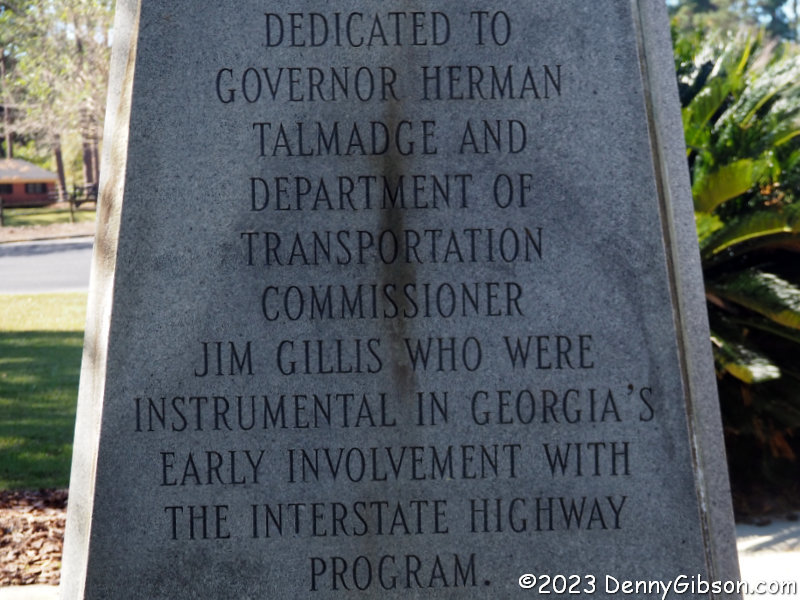 DEDICATED TO
GOVERNOR HERMAN
TALMADGE AND
DEPARTMENT OF
TRANSPORTATION
COMMISSIONER
JIM GILLIS WHO WERE
INSTRUMENTAL IN GEORGIA'S
EARLY INVOLVEMENT WITH
THE INTERSTATE HIGHWAY
PROGRAM.
©2023 DennyGibson.com